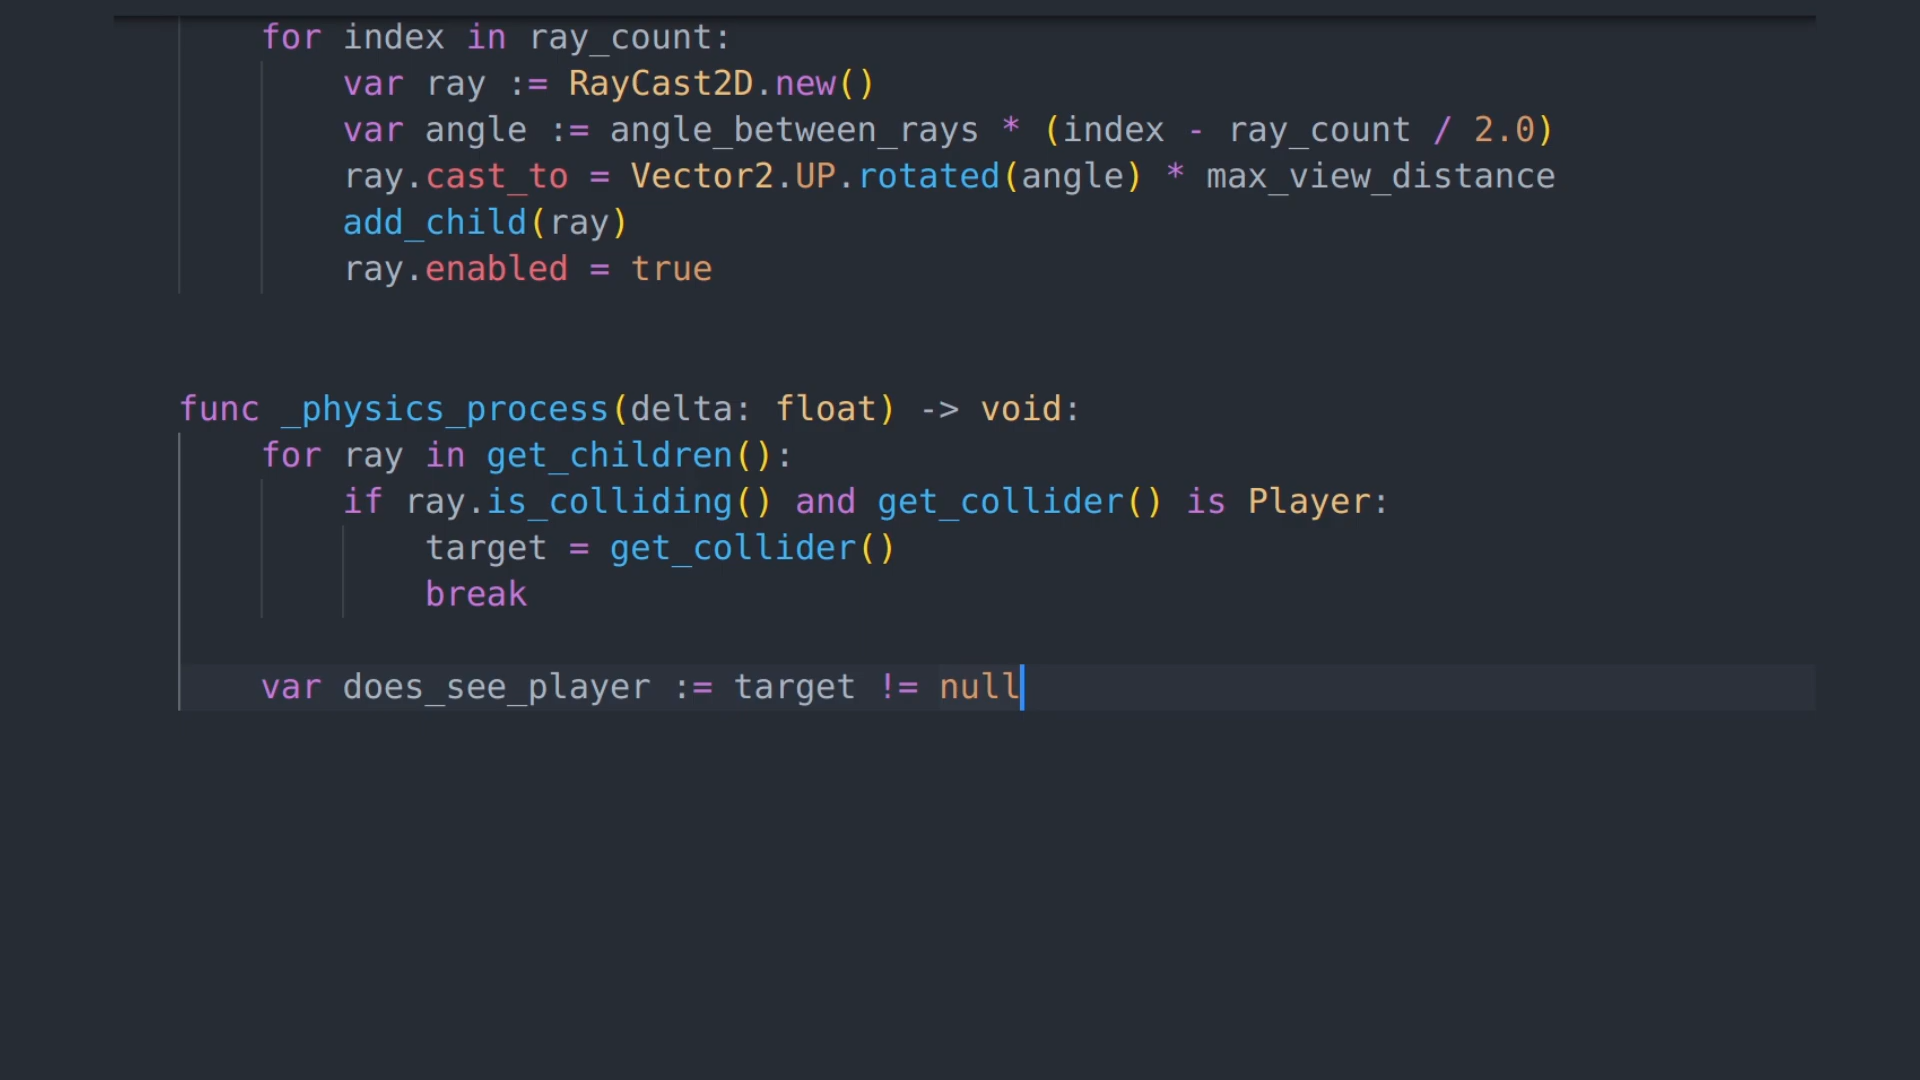 for index in ray_count:
var ray := RayCast2D.new()
var angle := angle_between_rays * (index - ray_count / 2.0)
ray.cast_to = Vector2.UP.rotated(angle) * max_view_distance
add_child(ray)
ray.enabled = true
func _physics_process(delta: float) -> void:
for ray in get_children():
if ray.is_colliding() and get_collider() is Player:
target = get_collider()
break
var does_see_player := target != null